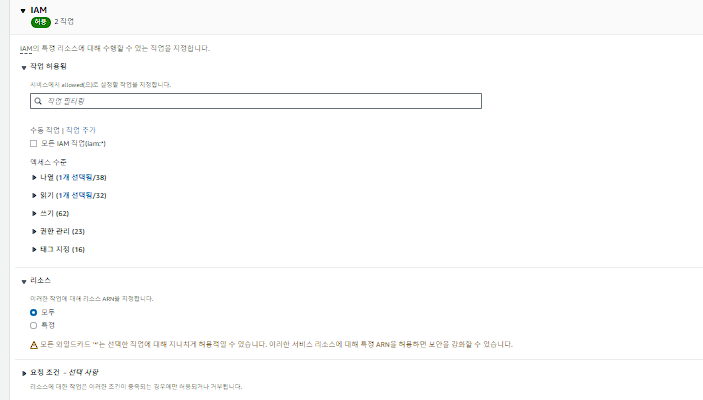 IAM
허용 2 작업
IAM의 특정 리소스에 대해 수행할 수 있는 작업을 지정합니다.
작업 허용됨
서비스에서 allowed(으)로 설정할 작업을 지정합니다.
작업 필터링
수동 작업 | 작업 추가
모든 IAM 작업(iam:*)
액세스 수준
나열 (1개 선택됨/38)
읽기 (1개 선택됨/32)
쓰기 (62)
권한 관리 (23)
태그 지정 (16)
리소스
이러한 작업에 대해 리소스 ARN을 지정합니다.
모두
특정
모든 와일드카드 '*'는 선택한 작업에 대해 지나치게 허용적일 수 있습니다. 이러한 서비스 리소스에 대해 특정 ARN를 허용하면 보안을 강화할 수 있습니다.
요청 조건 - 선택 사항
리소스에 대한 작업은 이러한 조건이 충족되는 경우에만 허용되거나 거부됩니다.